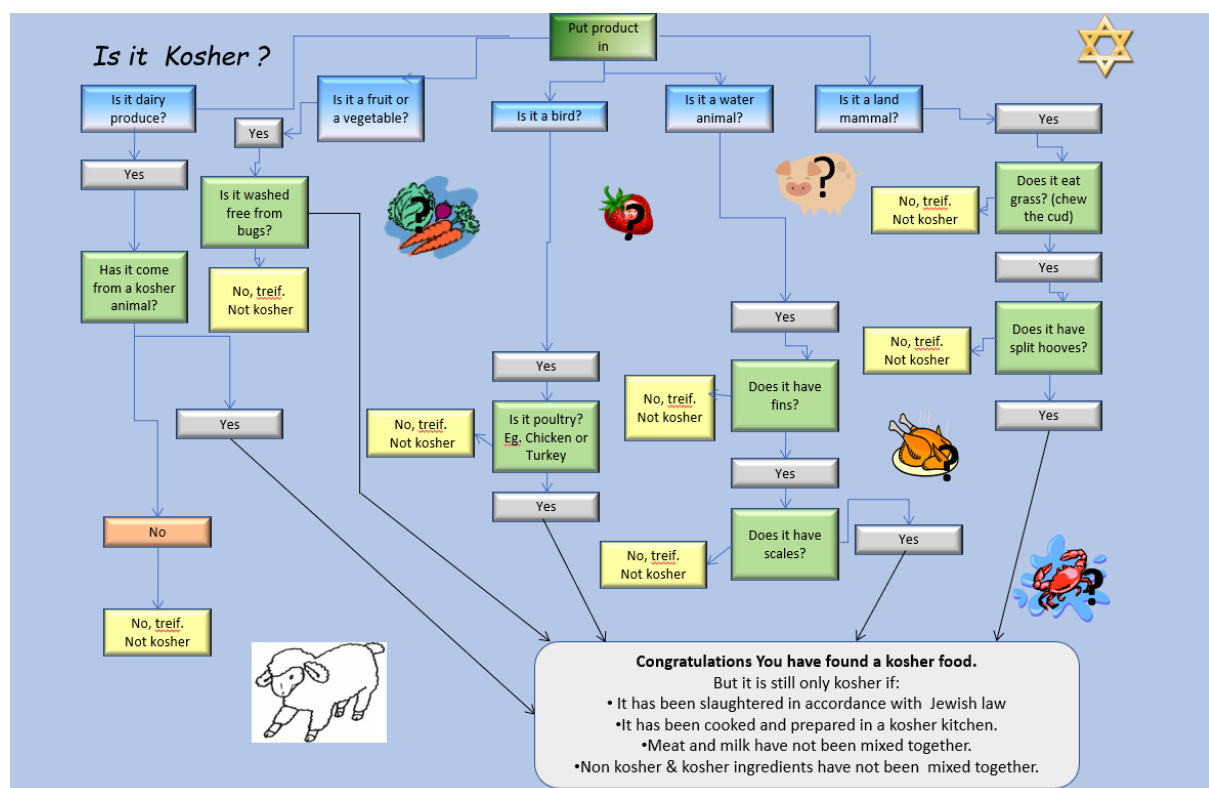 Put product
in
Is it Kosher ?
Is it dairy
produce?
Is it a fruit or
a vegetable?
Is it a bird?
Is it a water
animal?
Is it a land
mammal?
Yes
Yes
Yes
Is it washed
free from
bugs?
Does it eat
grass? (chew
the cud)
No, treif.
Not kosher
Has it come
from a kosher
animal?
No, treif.
Not kosher
Yes
Yes
Does it have
split hooves?
No, treif.
Not kosher
Yes
Does it have
fins?
No, treif.
Not kosher
Yes
Is it poultry?
Eg. Chicken or
Turkey
No, treif.
Not kosher
Yes
Yes
Yes
Does it have
scales?
No, treif.
Not kosher
Yes
Yes
No
No, treif.
Not kosher
?
?
?
?
?
Congratulations You have found a kosher food.
But it is still only kosher if:
• It has been slaughtered in accordance with Jewish law
•It has been cooked and prepared in a kosher kitchen.
•Meat and milk have not been mixed together.
•Non kosher & kosher ingredients have not been mixed together.